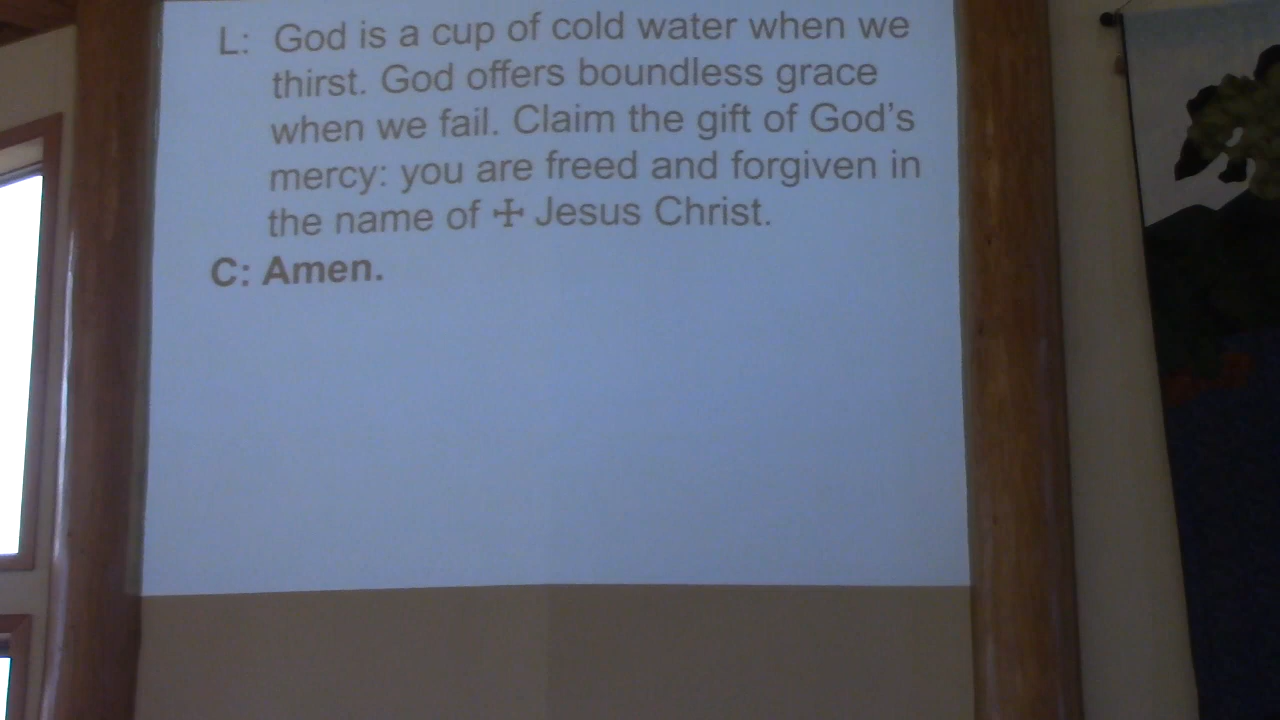 L: God is a cup of cold water when we
thirst. God offers boundless grace
when we fail. Claim the gift of God’s
mercy: you are freed and forgiven in
the name of ☩ Jesus Christ.
C: Amen.